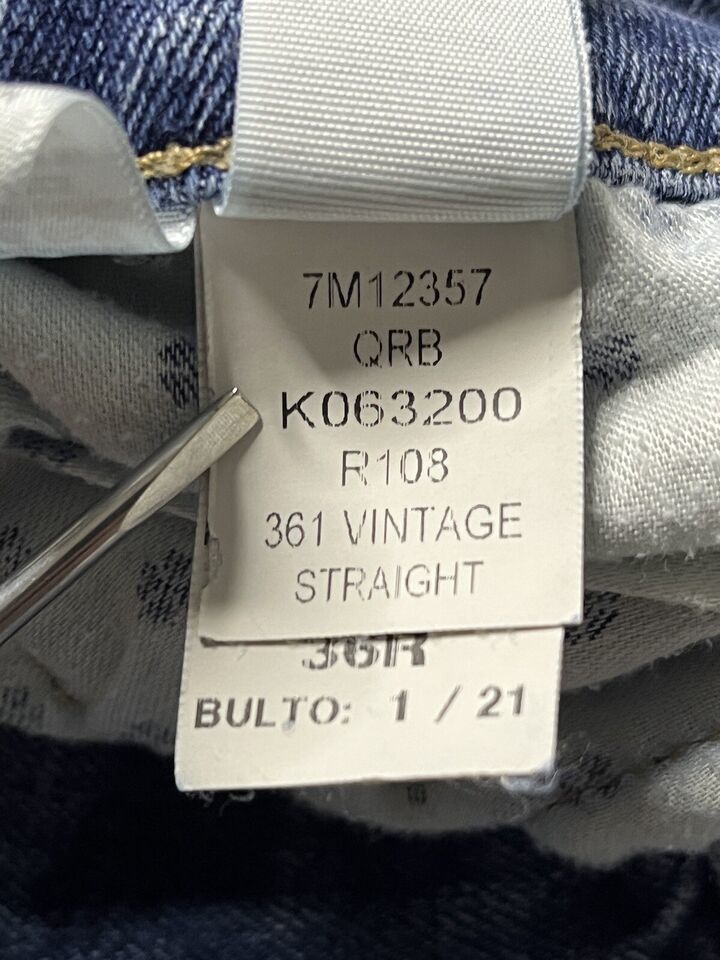 7M12357
QRB
K063200
R108
361 VINTAGE
STRAIGHT
36R
BULTO: 1 / 21